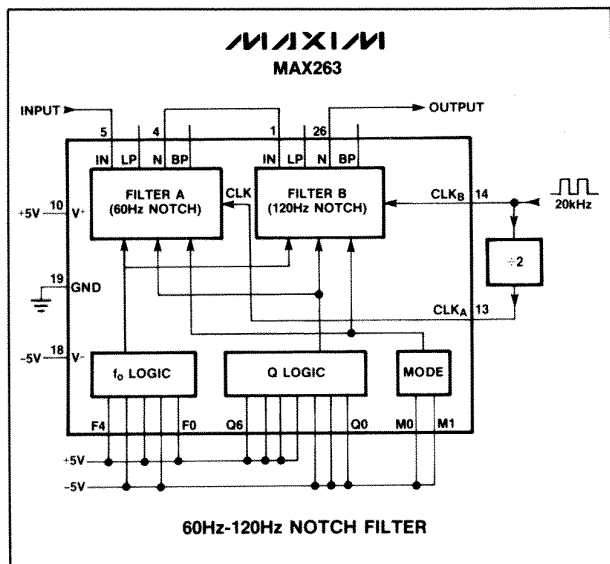 MAXIM
MAX263
INPUT
OUTPUT
5 4 1 26
IN LP N BP IN LP N BP
FILTER A
(60Hz NOTCH)
CLK
FILTER B
(120Hz NOTCH)
CLKB 14
20kHz
+5V 10 V+
÷2
19
GND
CLKA 13
-5V 18 V-
fo LOGIC
Q LOGIC
MODE
F4 F0 Q6 Q0 M0 M1
+5V
-5V
60Hz-120Hz NOTCH FILTER